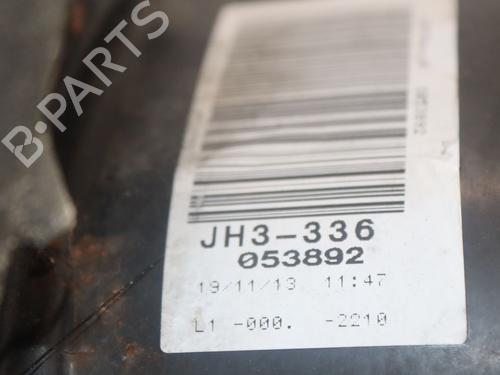 B-PARTS
JH3-336
053892
19/11/13 11:47
L1 -000. -2210